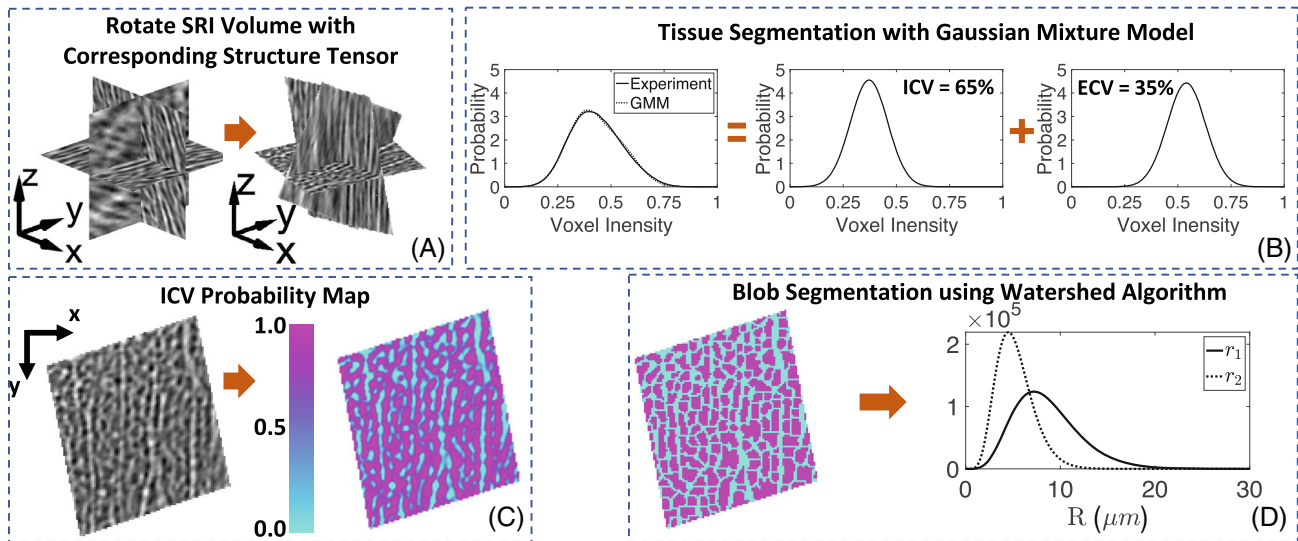 Rotate SRI Volume with
Corresponding Structure Tensor
z
y
x
z
y
x
(A)
Tissue Segmentation with Gaussian Mixture Model
Probability
5
4
3
2
1
0
0 0.25 0.5 0.75 1
Voxel Inensity
Experiment
GMM
=
Probability
5
4
3
2
1
0
0 0.25 0.5 0.75 1
Voxel Inensity
ICV = 65%
+
Probability
5
4
3
2
1
0
0 0.25 0.5 0.75 1
Voxel Inensity
ECV = 35%
(B)
ICV Probability Map
x
y
1.0
0.5
0.0
(C)
Blob Segmentation using Watershed Algorithm
×10⁵
2
1
0
0 10 20 30
R (μm)
r₁
r₂
(D)